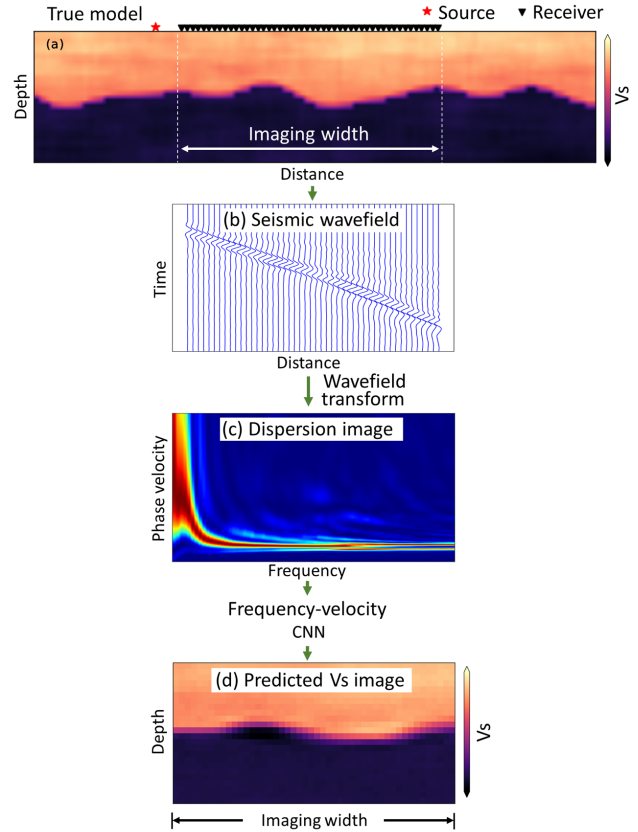 True model
Source
Receiver
(a)
Depth
Vs
Imaging width
Distance
(b) Seismic wavefield
Time
Distance
Wavefield
transform
(c) Dispersion image
Phase velocity
Frequency
Frequency-velocity
CNN
(d) Predicted Vs image
Depth
Vs
Imaging width